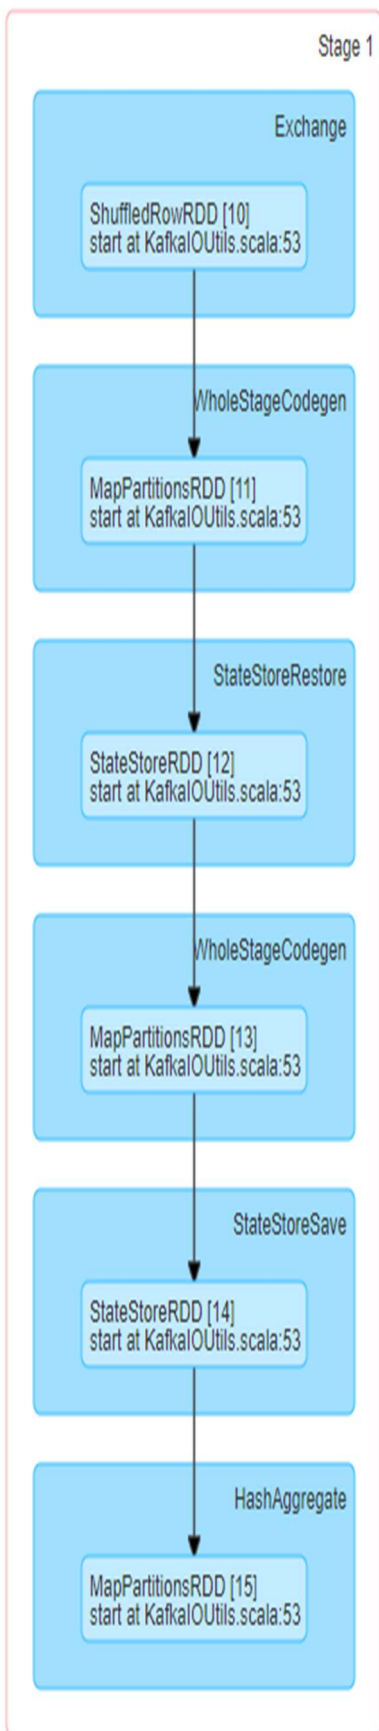 Stage 1
Exchange
ShuffledRowRDD [10]
start at KafkaIOUtils.scala:53
WholeStageCodegen
MapPartitionsRDD [11]
start at KafkaIOUtils.scala:53
StateStoreRestore
StateStoreRDD [12]
start at KafkaIOUtils.scala:53
WholeStageCodegen
MapPartitionsRDD [13]
start at KafkaIOUtils.scala:53
StateStoreSave
StateStoreRDD [14]
start at KafkaIOUtils.scala:53
HashAggregate
MapPartitionsRDD [15]
start at KafkaIOUtils.scala:53